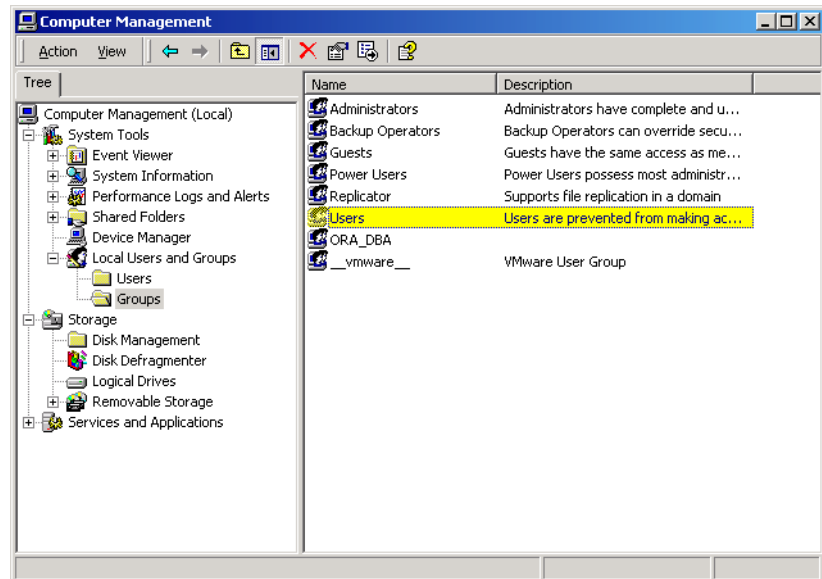 Computer Management
Action View
Tree
Computer Management (Local)
System Tools
Event Viewer
System Information
Performance Logs and Alerts
Shared Folders
Device Manager
Local Users and Groups
Users
Groups
Storage
Disk Management
Disk Defragmenter
Logical Drives
Removable Storage
Services and Applications
Name Description
Administrators Administrators have complete and u...
Backup Operators Backup Operators can override secu...
Guests Guests have the same access as me...
Power Users Power Users possess most administr...
Replicator Supports file replication in a domain
Users Users are prevented from making ac...
ORA_DBA
__vmware__ VMware User Group